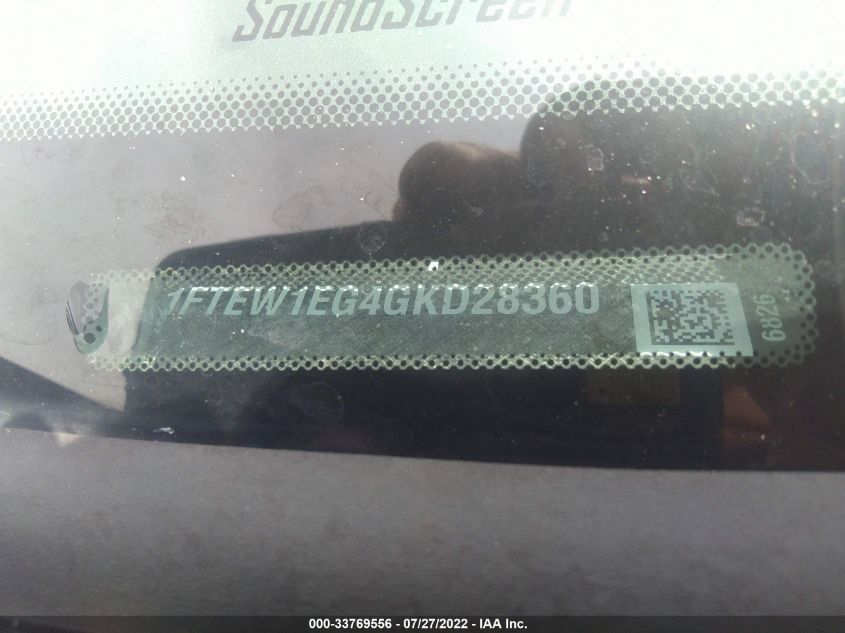 SoundScreen
1FTEW1EG4GKD28360
6826
000-33769556 - 07/27/2022 - IAA Inc.